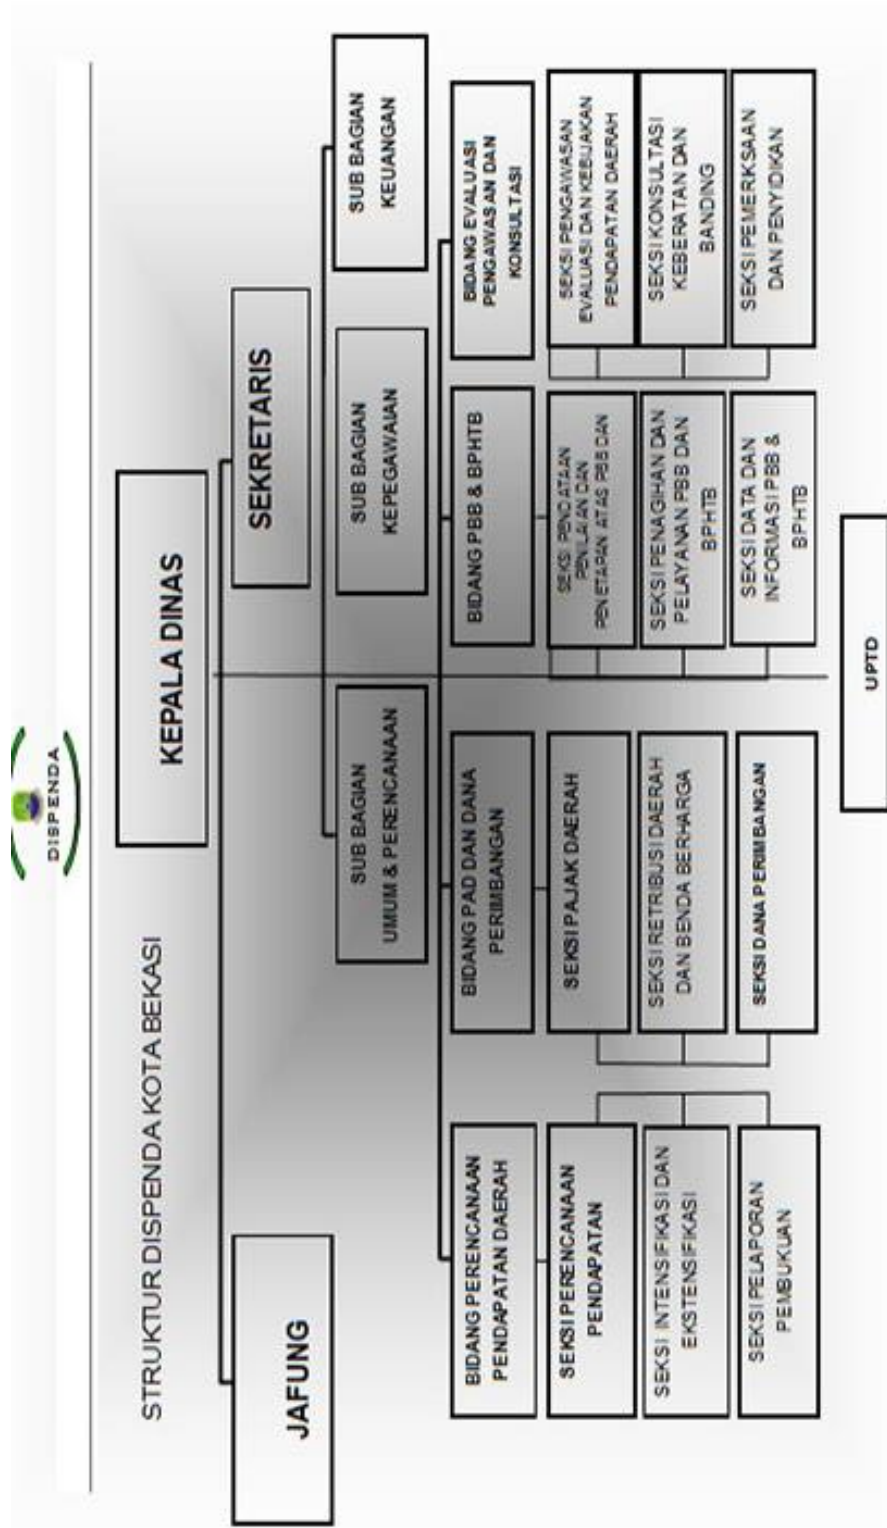 DISPENDA
STRUKTUR DISPENDA KOTA BEKASI
KEPALA DINAS
JAFUNG
SEKRETARIS
SUB BAGIAN
UMUM & PERENCANAAN
SUB BAGIAN
KEPEGAWAIAN
SUB BAGIAN
KEUANGAN
BIDANG PERENCANAAN
PENDAPATAN DAERAH
BIDANG PAD DAN DANA
PERIMBANGAN
BIDANG PBB & BPHTB
BIDANG EVALUASI
PENGAWASAN DAN
KONSULTASI
SEKSI PERENCANAAN
PENDAPATAN
SEKSI PAJAK DAERAH
SEKSI PENDATAAN
PENILAIAN DAN
PENETAPAN ATAS PBB DAN
SEKSI PENGAWASAN
EVALUASI DAN KEBIJAKAN
PENDAPATAN DAERAH
SEKSI INTENSIFIKASI DAN
EKSTENSIFIKASI
SEKSI RETRIBUSI DAERAH
DAN BENDA BERHARGA
SEKSI PENAGIHAN DAN
PELAYANAN PBB DAN
BPHTB
SEKSI KONSULTASI
KEBERATAN DAN
BANDING
SEKSI PELAPORAN
PEMBUKUAN
SEKSI DANA PERIMBANGAN
SEKSI DATA DAN
INFORMASI PBB &
BPHTB
SEKSI PEMERKSAAN
DAN PENYIDIKAN
UPTD